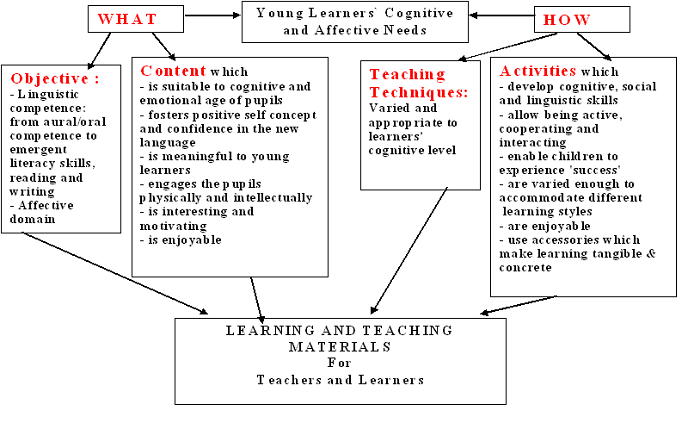 WHAT
Young Learners` Cognitive
and Affective Needs
HOW
Objective :
- Linguistic
competence:
from aural/oral
competence to
emergent
literacy skills,
reading and
writing
- Affective
domain
Content which
- is suitable to cognitive and
emotional age of pupils
- fosters positive self concept
and confidence in the new
language
- is meaningful to young
learners
- engages the pupils
physically and intellectually
- is interesting and
motivating
- is enjoyable
Teaching
Techniques:
Varied and
appropriate to
learners'
cognitive level
Activities which
- develop cognitive, social
and linguistic skills
- allow being active,
cooperating and
interacting
- enable children to
experience 'success'
- are varied enough to
accommodate different
learning styles
- are enjoyable
- use accessories which
make learning tangible &
concrete
LEARNING AND TEACHING
MATERIALS
For
Teachers and Learners